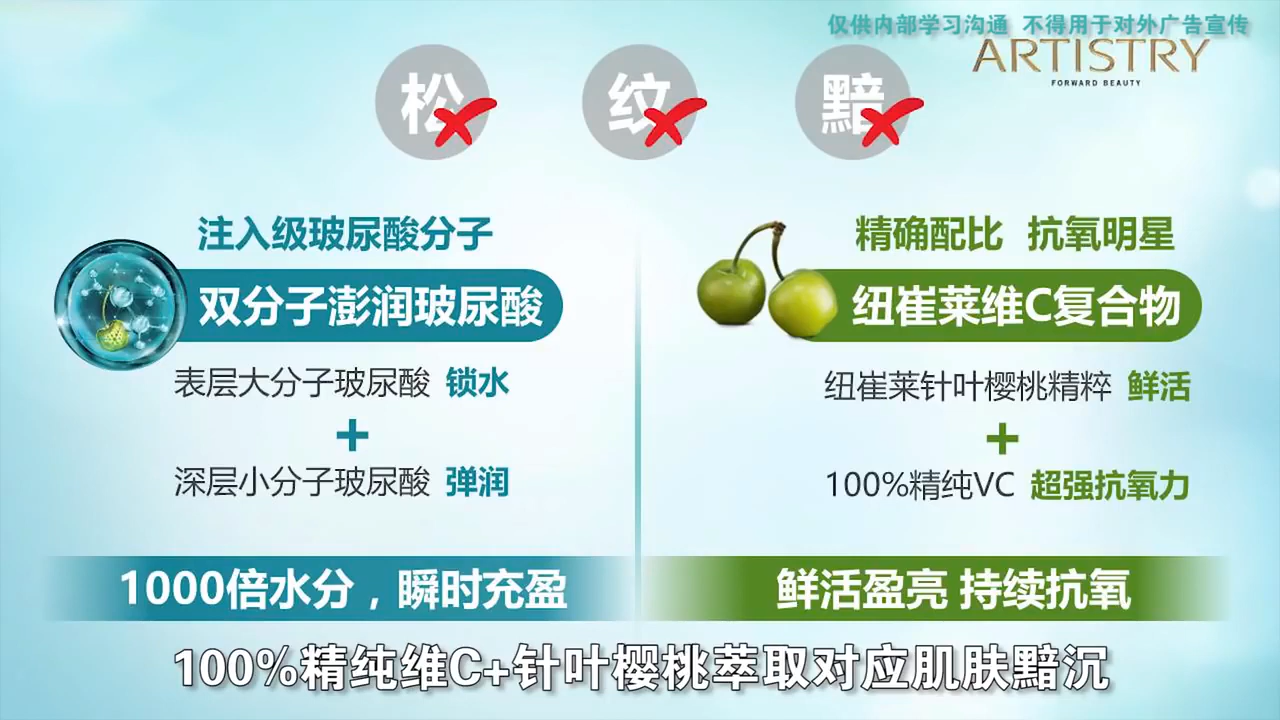 仅供内部学习沟通 不得用于对外广告宣传
ARTISTRY
FORWARD BEAUTY
松 纹 黯
注入级玻尿酸分子
双分子澎润玻尿酸
表层大分子玻尿酸 锁水
+
深层小分子玻尿酸 弹润
1000倍水分，瞬时充盈
精确配比 抗氧明星
纽崔莱维C复合物
纽崔莱针叶樱桃精粹 鲜活
+
100%精纯VC 超强抗氧力
鲜活盈亮 持续抗氧
100%精纯维C+针叶樱桃萃取对应肌肤黯沉